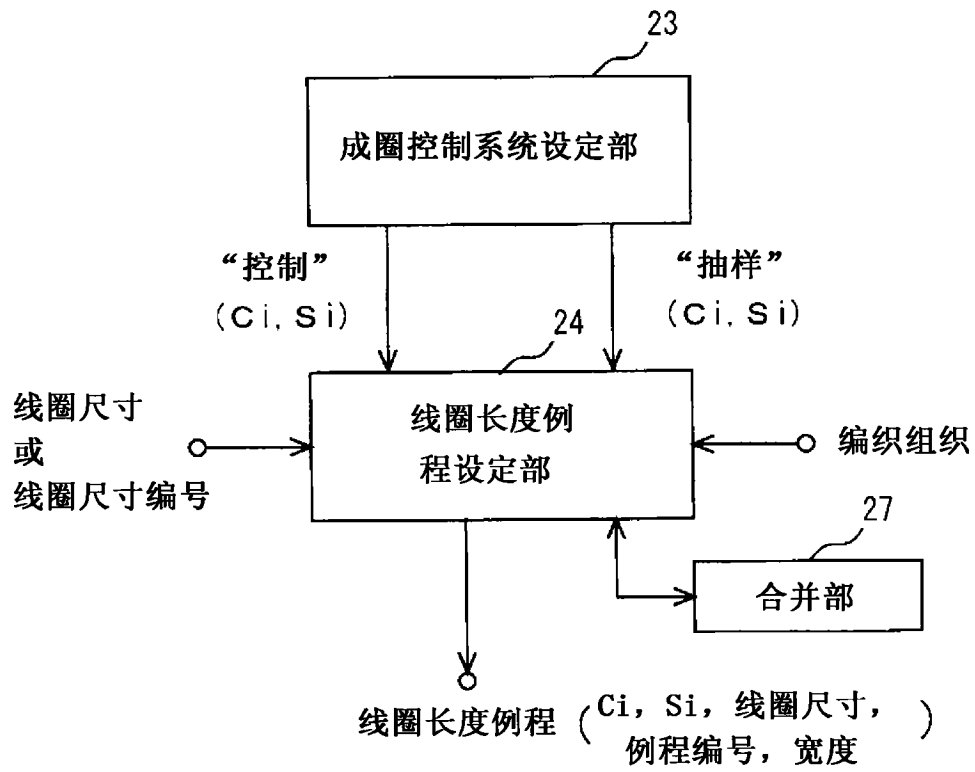 23
成圈控制系统设定部
“控制”
(Ci, Si)
“抽样”
(Ci, Si)
24
线圈长度例
程设定部
线圈尺寸
或
线圈尺寸编号
编织组织
27
合并部
线圈长度例程 (Ci, Si, 线圈尺寸,
例程编号, 宽度)